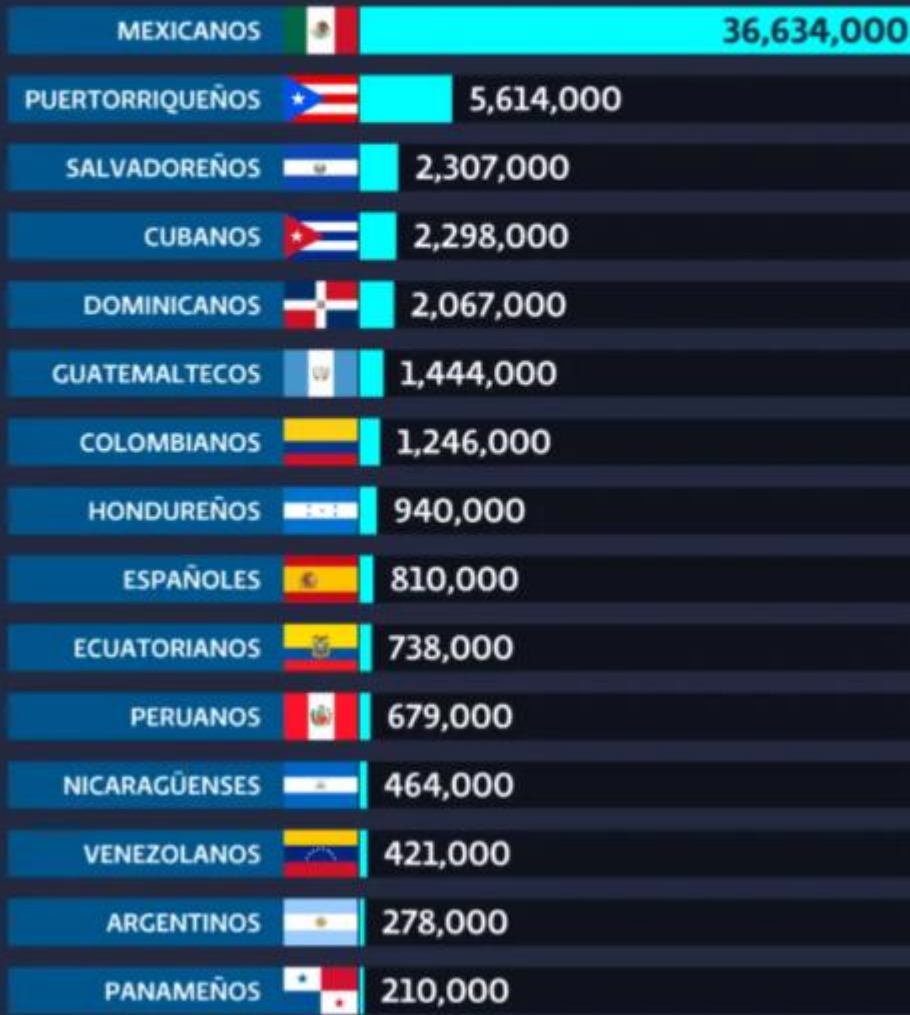 MEXICANOS 36,634,000
PUERTORRIQUEÑOS 5,614,000
SALVADOREÑOS 2,307,000
CUBANOS 2,298,000
DOMINICANOS 2,067,000
GUATEMALTECOS 1,444,000
COLOMBIANOS 1,246,000
HONDUREÑOS 940,000
ESPAÑOLES 810,000
ECUATORIANOS 738,000
PERUANOS 679,000
NICARAGÜENSES 464,000
VENEZOLANOS 421,000
ARGENTINOS 278,000
PANAMEÑOS 210,000